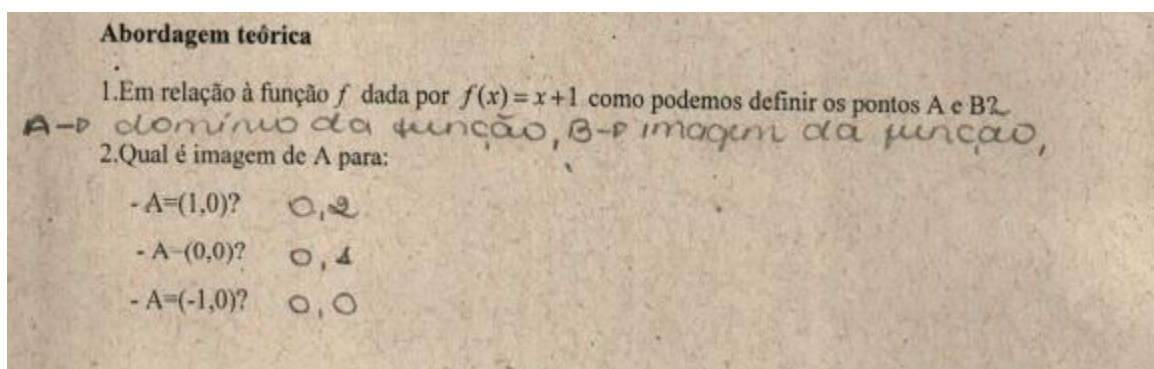 Abordagem teórica
1.Em relação à função f dada por f(x)=x+1 como podemos definir os pontos A e B?
A→ domínio da função, B→ imagem da função,
2.Qual é imagem de A para:
- A=(1,0)? 0,2
- A=(0,0)? 0,1
- A=(-1,0)? 0,0